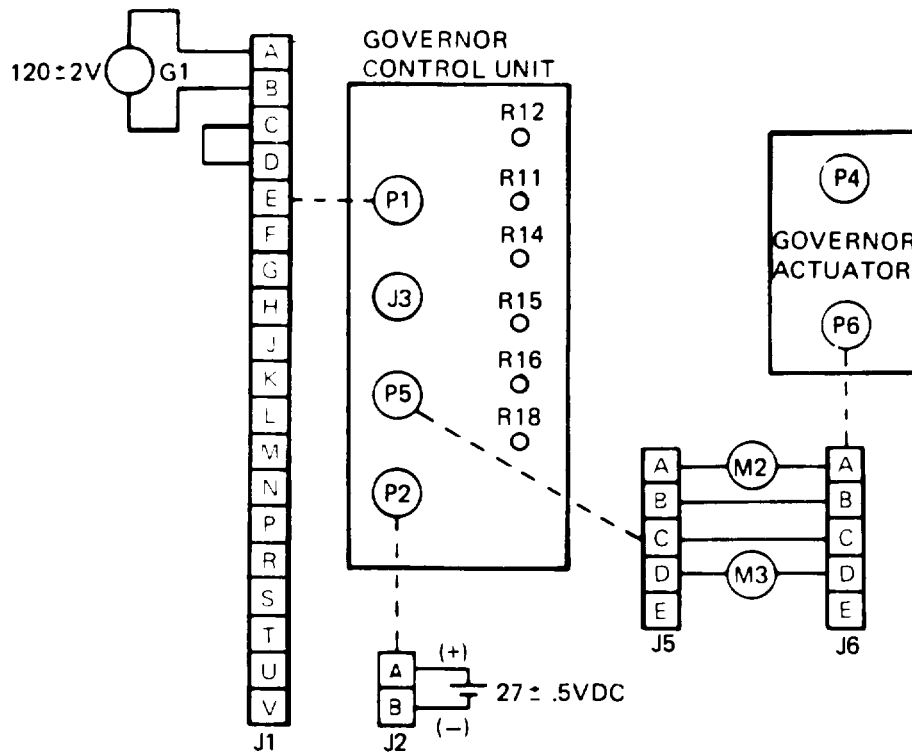 120±2V
G1
A
B
C
D
E
F
G
H
J
K
L
M
N
P
R
S
T
U
V
J1
GOVERNOR
CONTROL UNIT
R12
R11
R14
R15
R16
R18
P1
J3
P5
P2
A
B
J2
(+)
(−)
27± .5VDC
P4
GOVERNOR
ACTUATOR
P6
A
B
C
D
E
J5
M2
M3
A
B
C
D
E
J6